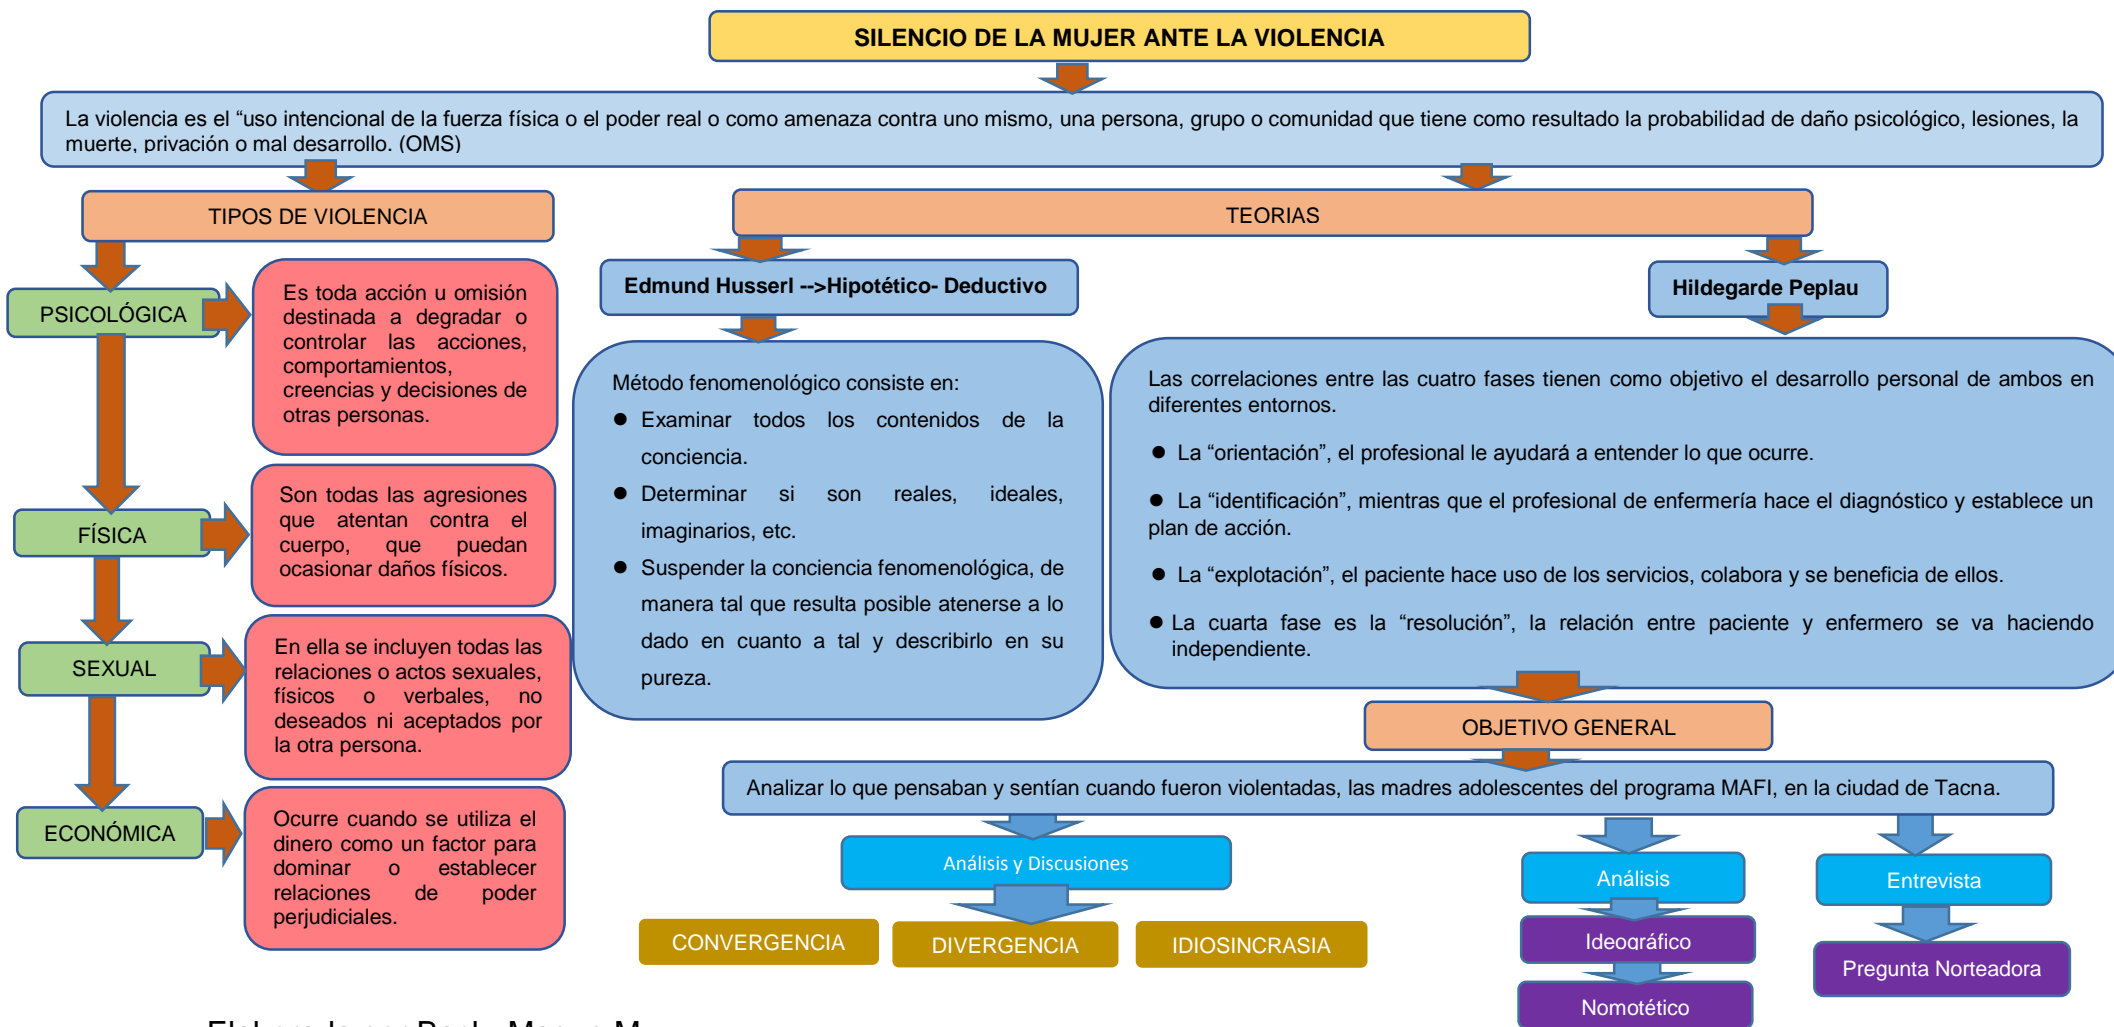 SILENCIO DE LA MUJER ANTE LA VIOLENCIA
La violencia es el “uso intencional de la fuerza física o el poder real o como amenaza contra uno mismo, una persona, grupo o comunidad que tiene como resultado la probabilidad de daño psicológico, lesiones, la
muerte, privación o mal desarrollo. (OMS)
TIPOS DE VIOLENCIA
PSICOLÓGICA
Es toda acción u omisión
destinada a degradar o
controlar las acciones,
comportamientos,
creencias y decisiones de
otras personas.
FÍSICA
Son todas las agresiones
que atentan contra el
cuerpo, que puedan
ocasionar daños físicos.
SEXUAL
En ella se incluyen todas las
relaciones o actos sexuales,
físicos o verbales, no
deseados ni aceptados por
la otra persona.
ECONÓMICA
Ocurre cuando se utiliza el
dinero como un factor para
dominar o establecer
relaciones de poder
perjudiciales.
TEORIAS
Edmund Husserl -->Hipotético- Deductivo
Método fenomenológico consiste en:
● Examinar todos los contenidos de la
conciencia.
● Determinar si son reales, ideales,
imaginarios, etc.
● Suspender la conciencia fenomenológica, de
manera tal que resulta posible atenerse a lo
dado en cuanto a tal y describirlo en su
pureza.
Hildegarde Peplau
Las correlaciones entre las cuatro fases tienen como objetivo el desarrollo personal de ambos en
diferentes entornos.
● La “orientación”, el profesional le ayudará a entender lo que ocurre.
● La “identificación”, mientras que el profesional de enfermería hace el diagnóstico y establece un
plan de acción.
● La “explotación”, el paciente hace uso de los servicios, colabora y se beneficia de ellos.
● La cuarta fase es la “resolución”, la relación entre paciente y enfermero se va haciendo
independiente.
OBJETIVO GENERAL
Analizar lo que pensaban y sentían cuando fueron violentadas, las madres adolescentes del programa MAFI, en la ciudad de Tacna.
Análisis y Discusiones
CONVERGENCIA
DIVERGENCIA
IDIOSINCRASIA
Análisis
Ideográfico
Nomotético
Entrevista
Pregunta Norteadora